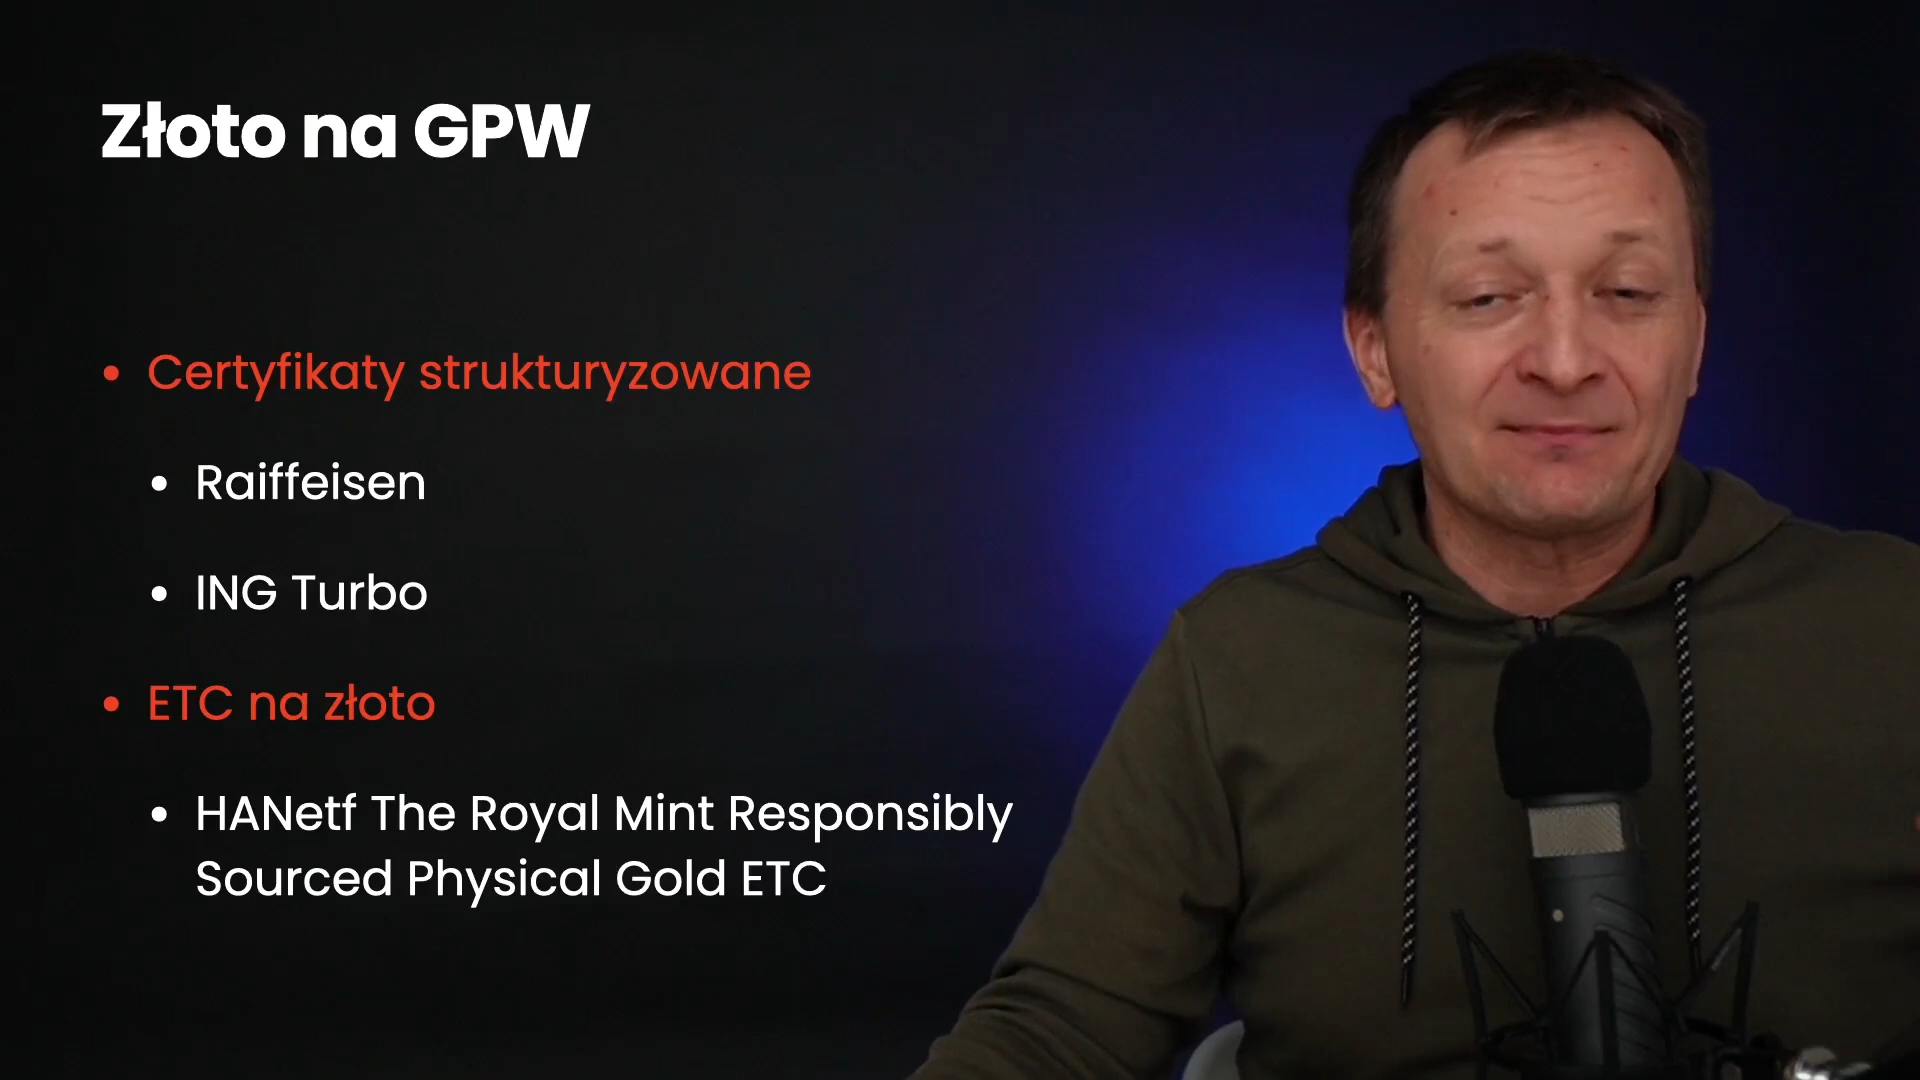 Złoto na GPW
• Certyfikaty strukturyzowane
• Raiffeisen
• ING Turbo
• ETC na złoto
• HANetf The Royal Mint Responsibly
Sourced Physical Gold ETC